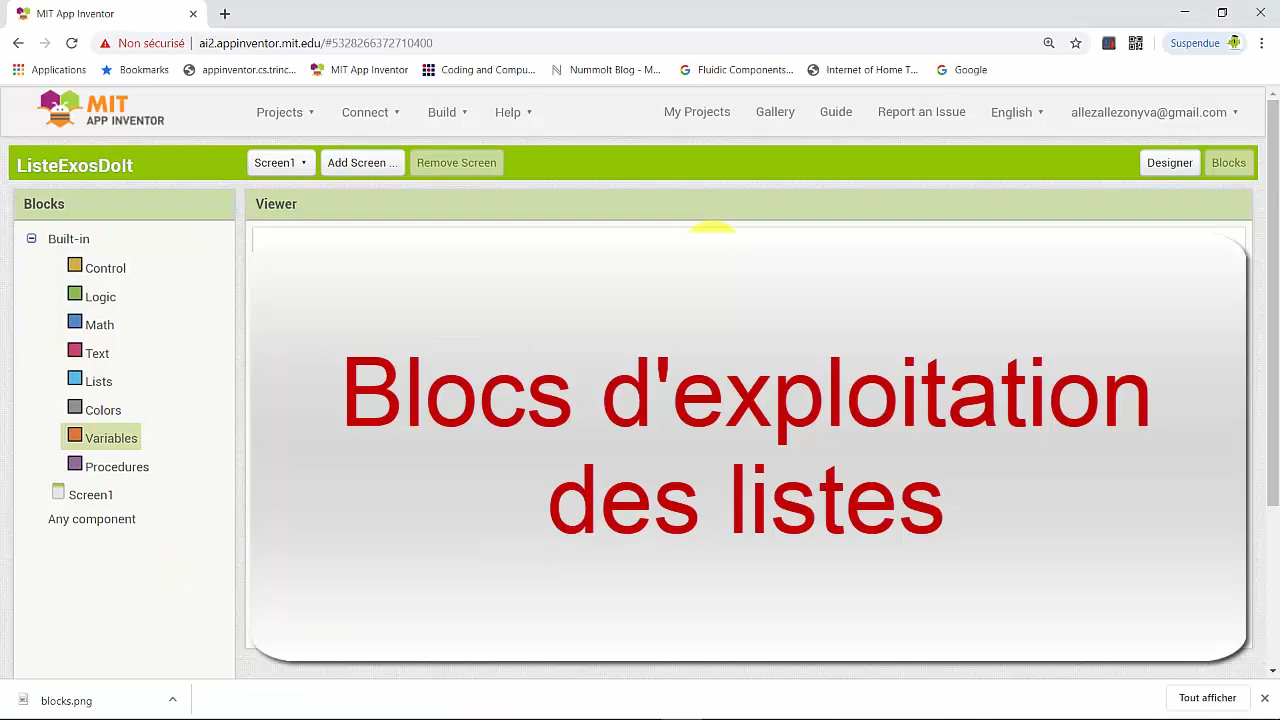 MIT App Inventor
Non sécurisé
ai2.appinventor.mit.edu/#5328266372710400
Suspendue
Applications
Bookmarks
appinventor.cs.trinc...
MIT App Inventor
Casting and Compu...
Nummolt Blog - M...
Fluidic Components...
Internet of Home T...
Google
MIT
APP INVENTOR
Projects
Connect
Build
Help
My Projects
Gallery
Guide
Report an Issue
English
allezallezonyva@gmail.com
ListeExosDoIt
Screen1
Add Screen ...
Remove Screen
Designer
Blocks
Blocks
Viewer
Built-in
Control
Logic
Math
Text
Lists
Colors
Variables
Procedures
Screen1
Any component
Blocs d'exploitation
des listes
blocks.png
Tout afficher